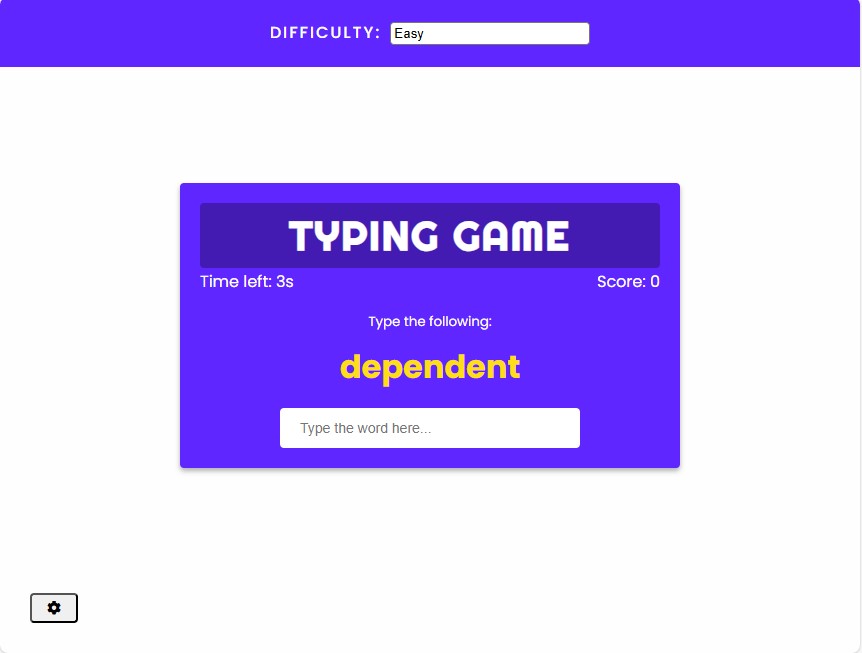 DIFFICULTY: Easy
TYPING GAME
Time left: 3s Score: 0
Type the following:
dependent
Type the word here...